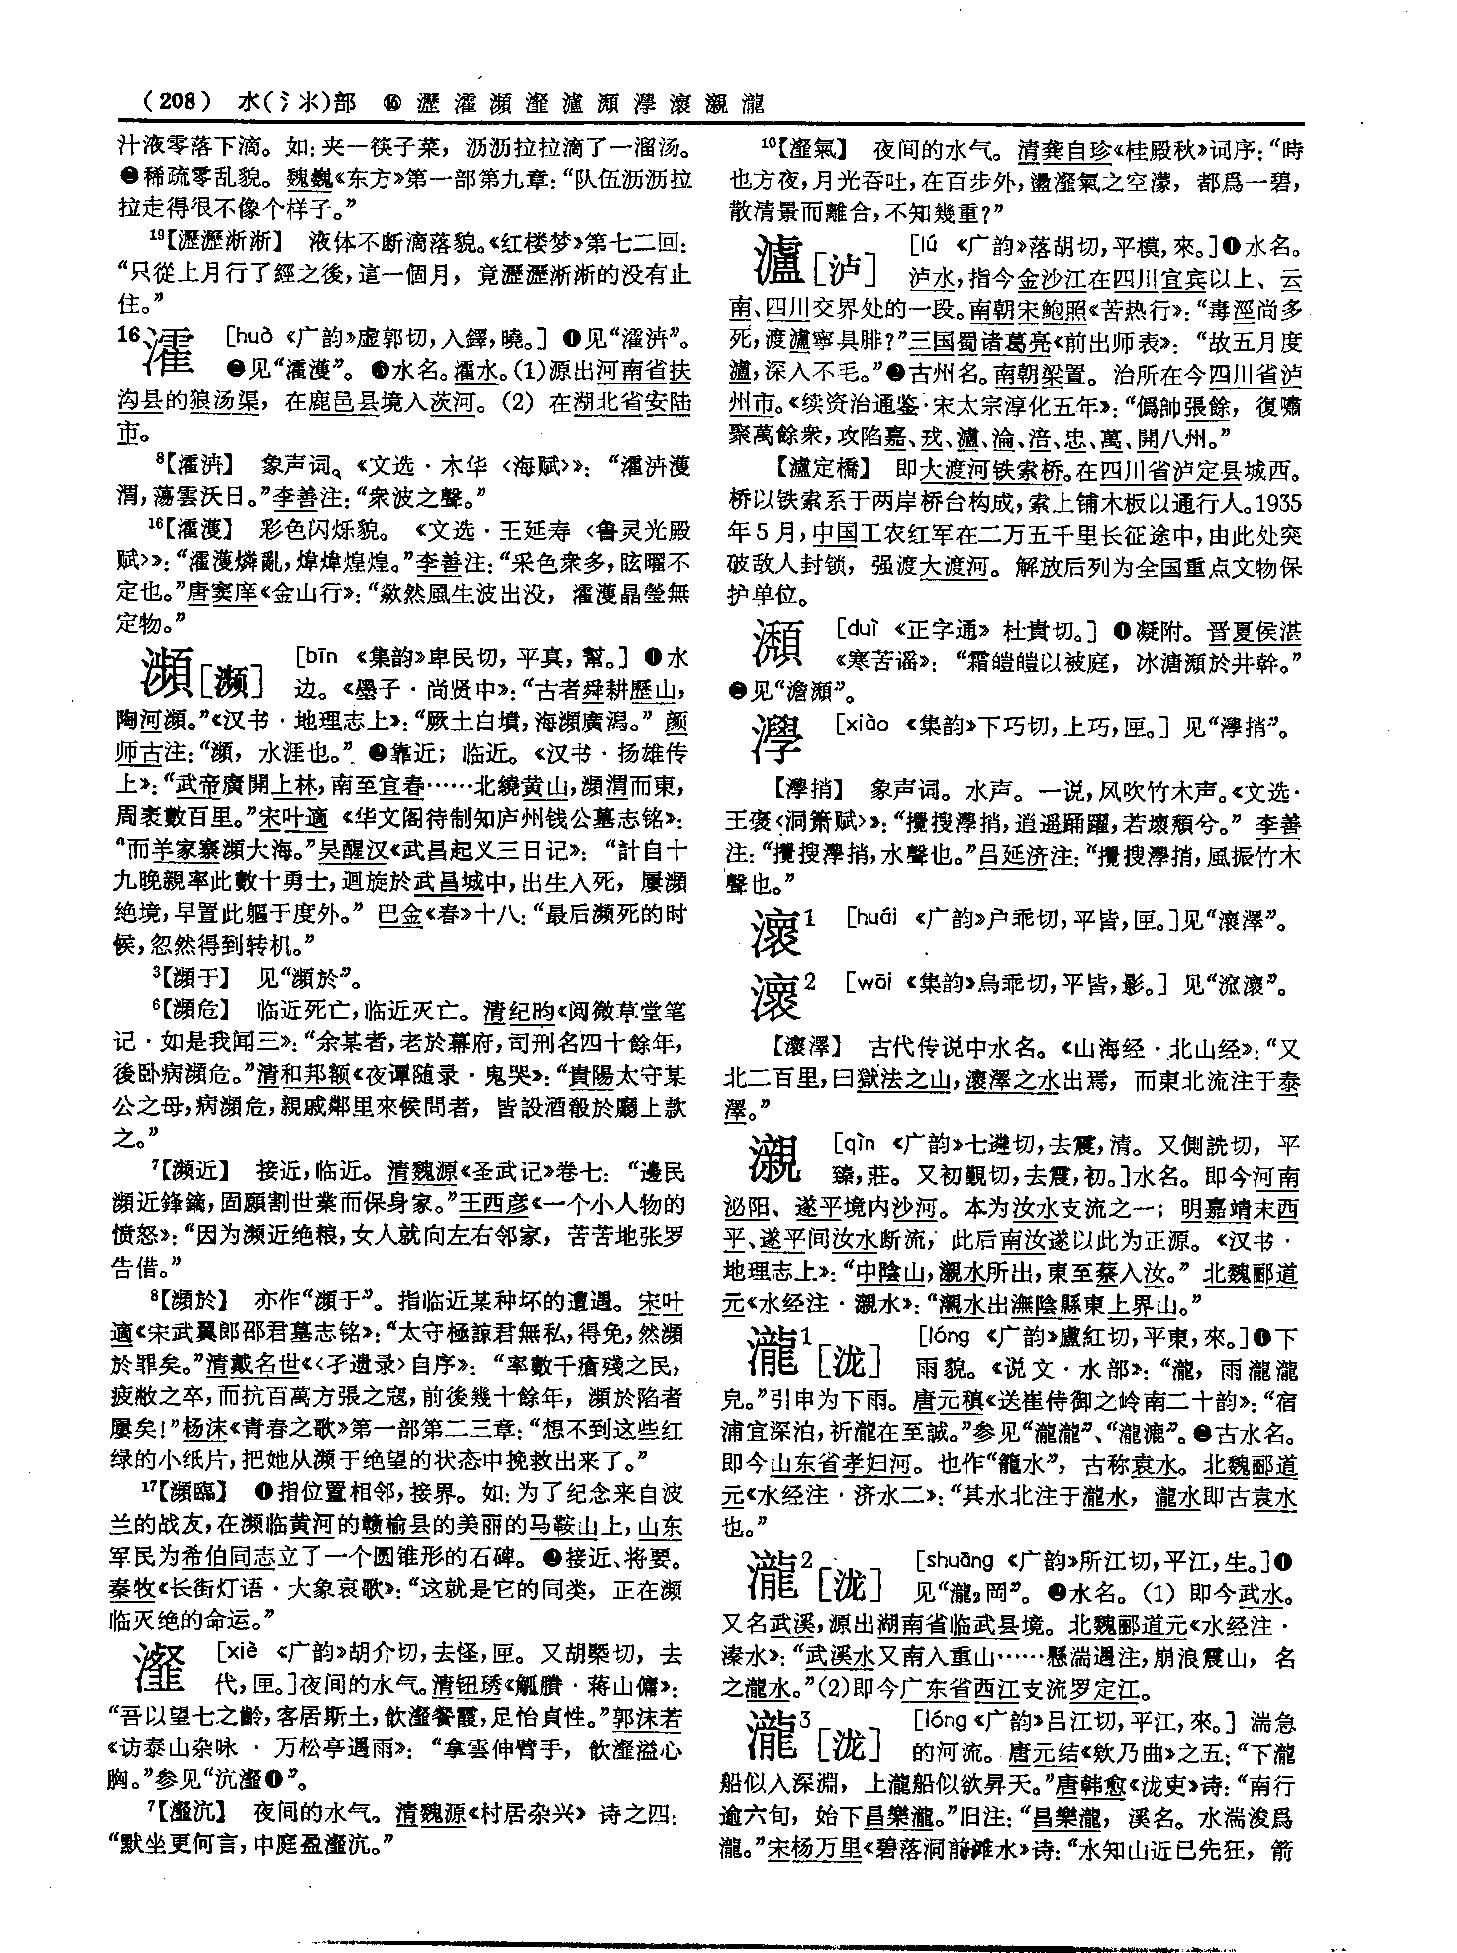 (208) 水(氵氺)部 ⑯ 瀝 瀖 瀕 瀣 瀘 瀩 澩 瀤 瀙 瀧
汁液零落下滴。如:夹一筷子菜,沥沥拉拉滴了一溜汤。
❷稀疏零乱貌。魏巍《东方》第一部第九章:“队伍沥沥拉
拉走得很不像个样子。”
19【瀝瀝淅淅】 液体不断滴落貌。《红楼梦》第七二回:
“只從上月行了經之後,這一個月,竟瀝瀝淅淅的没有止
住。”
16瀖 [huò 《广韵》虚郭切,入鐸,曉。] ❶见“瀖泋”。
❷见“瀖濩”。❸水名。瀖水。(1)源出河南省扶
沟县的狼汤渠,在鹿邑县境入茨河。(2) 在湖北省安陆
市。
8【瀖泋】 象声词。《文选·木华〈海赋〉》:“瀖泋濩
渭,蕩雲沃日。”李善注:“衆波之聲。”
16【瀖濩】 彩色闪烁貌。《文选·王延寿〈鲁灵光殿
赋〉》:“瀖濩燐亂,煒煒煌煌。”李善注:“采色衆多,眩曜不
定也。”唐窦庠《金山行》:“歘然風生波出没,瀖濩晶瑩無
定物。”
瀕[濒] [bīn 《集韵》卑民切,平真,幫。] ❶水
边。《墨子·尚贤中》:“古者舜耕歷山,
陶河瀕。”《汉书·地理志上》:“厥土白墳,海瀕廣潟。”颜
师古注:“瀕,水涯也。”❷靠近;临近。《汉书·扬雄传
上》:“武帝廣開上林,南至宜春……北繞黄山,瀕渭而東,
周袤數百里。”宋叶適《华文阁待制知庐州钱公墓志铭》:
“而羊家寨瀕大海。”吴醒汉《武昌起义三日记》:“計自十
九晚親率此數十勇士,迴旋於武昌城中,出生入死,屢瀕
绝境,早置此軀于度外。”巴金《春》十八:“最后濒死的时
候,忽然得到转机。”
3【瀕于】 见“瀕於”。
6【瀕危】 临近死亡,临近灭亡。清纪昀《阅微草堂笔
记·如是我闻三》:“余某者,老於幕府,司刑名四十餘年,
後卧病瀕危。”清和邦额《夜谭随录·鬼哭》:“貴陽太守某
公之母,病瀕危,親戚鄰里來候問者,皆設酒殽於廳上款
之。”
7【濒近】 接近,临近。清魏源《圣武记》卷七:“邊民
瀕近鋒鏑,固願割世業而保身家。”王西彦《一个小人物的
愤怒》:“因为濒近绝粮,女人就向左右邻家,苦苦地张罗
告借。”
8【瀕於】 亦作“瀕于”。指临近某种坏的遭遇。宋叶
適《宋武翼郎邵君墓志铭》:“太守極諒君無私,得免,然瀕
於罪矣。”清戴名世《〈孑遗录〉自序》:“率數千瘡殘之民,
疲敝之卒,而抗百萬方張之寇,前後幾十餘年,瀕於陷者
屢矣!”杨沫《青春之歌》第一部第二三章:“想不到这些红
绿的小纸片,把她从濒于绝望的状态中挽救出来了。”
17【瀕臨】 ❶指位置相邻,接界。如:为了纪念来自波
兰的战友,在濒临黄河的赣榆县的美丽的马鞍山上,山东
军民为希伯同志立了一个圆锥形的石碑。❷接近、将要。
秦牧《长街灯语·大象哀歌》:“这就是它的同类,正在濒
临灭绝的命运。”
瀣 [xiè 《广韵》胡介切,去怪,匣。又胡槩切,去
代,匣。]夜间的水气。清钮琇《觚賸·蒋山傭》:
“吾以望七之齡,客居斯土,飲瀣餐霞,足怡貞性。”郭沫若
《访泰山杂咏·万松亭遇雨》:“拿雲伸臂手,飲瀣溢心
胸。”参见“沆瀣❶”。
7【瀣沆】 夜间的水气。清魏源《村居杂兴》诗之四:
“默坐更何言,中庭盈瀣沆。”
10【瀣氣】 夜间的水气。清龚自珍《桂殿秋》词序:“時
也方夜,月光吞吐,在百步外,盪瀣氣之空濛,都爲一碧,
散清景而離合,不知幾重?”
瀘[泸] [lú 《广韵》落胡切,平模,來。]❶水名。
泸水,指今金沙江在四川宜宾以上、云
南、四川交界处的一段。南朝宋鲍照《苦热行》:“毒淫尚多
死,渡瀘寧具腓?”三国蜀诸葛亮《前出师表》:“故五月度
瀘,深入不毛。”❷古州名。南朝梁置。治所在今四川省泸
州市。《续资治通鉴·宋太宗淳化五年》:“僞帥張餘,復嘯
聚萬餘衆,攻陷嘉、戎、瀘、淪、涪、忠、萬、開八州。”
【瀘定橋】 即大渡河铁索桥。在四川省泸定县城西。
桥以铁索系于两岸桥台构成,索上铺木板以通行人。1935
年5月,中国工农红军在二万五千里长征途中,由此处突
破敌人封锁,强渡大渡河。解放后列为全国重点文物保
护单位。
瀩 [duì 《正字通》杜貴切。] ❶凝附。晋夏侯湛
《寒苦谣》:“霜皚皚以被庭,冰溏瀩於井幹。”
❷见“澹瀩”。
澩 [xiào 《集韵》下巧切,上巧,匣。] 见“澩捎”。
【澩捎】 象声词。水声。一说,风吹竹木声。《文选·
王褒〈洞箫赋〉》:“攪搜澩捎,逍遥踊躍,若壞頹兮。”李善
注:“攪搜澩捎,水聲也。”吕延济注:“攪搜澩捎,風振竹木
聲也。”
瀤1 [huái 《广韵》户乖切,平皆,匣。]见“瀤澤”。
瀤2 [wāi 《集韵》烏乖切,平皆,影。] 见“溛瀤”。
【瀤澤】 古代传说中水名。《山海经·北山经》:“又
北二百里,曰獄法之山,瀤澤之水出焉,而東北流注于泰
澤。”
瀙 [qìn 《广韵》七遴切,去震,清。又側詵切,平
臻,莊。又初覲切,去震,初。]水名。即今河南
泌阳、遂平境内沙河。本为汝水支流之一;明嘉靖末西
平、遂平间汝水断流,此后南汝遂以此为正源。《汉书·
地理志上》:“中陰山,瀙水所出,東至蔡入汝。”北魏郦道
元《水经注·瀙水》:“瀙水出潕陰縣東上界山。”
瀧1[泷] [lóng 《广韵》盧紅切,平東,來。]❶下
雨貌。《说文·水部》:“瀧,雨瀧瀧
皃。”引申为下雨。唐元稹《送崔侍御之岭南二十韵》:“宿
浦宜深泊,祈瀧在至誠。”参见“瀧瀧”、“瀧漉”。❷古水名。
即今山东省孝妇河。也作“籠水”,古称袁水。北魏郦道
元《水经注·济水二》:“其水北注于瀧水,瀧水即古袁水
也。”
瀧2[泷] [shuāng 《广韵》所江切,平江,生。]❶
见“瀧2岡”。❷水名。(1) 即今武水。
又名武溪,源出湖南省临武县境。北魏郦道元《水经注·
溱水》:“武溪水又南入重山……懸湍迴注,崩浪震山,名
之瀧水。”(2)即今广东省西江支流罗定江。
瀧3[泷] [lóng《广韵》吕江切,平江,來。] 湍急
的河流。唐元结《欸乃曲》之五:“下瀧
船似入深淵,上瀧船似欲昇天。”唐韩愈《泷吏》诗:“南行
逾六旬,始下昌樂瀧。”旧注:“昌樂瀧,溪名。水湍浚爲
瀧。”宋杨万里《碧落洞前滩水》诗:“水知山近已先狂,箭